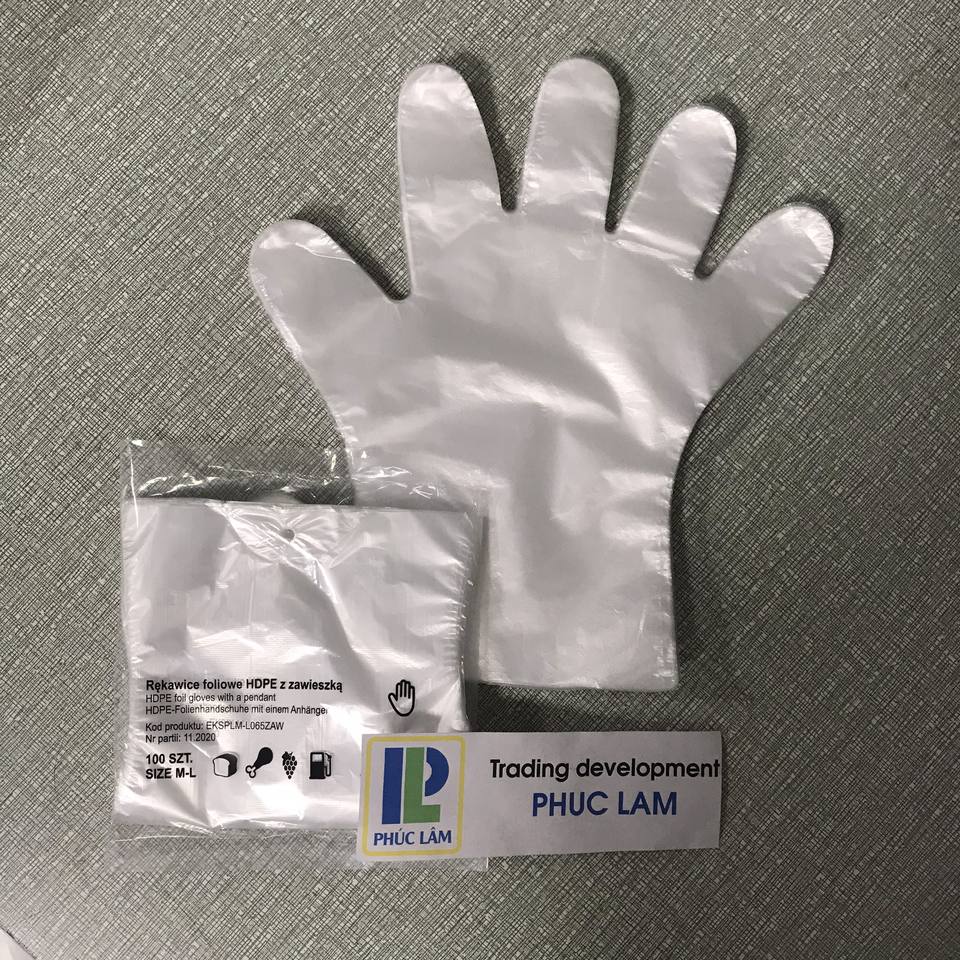 Rękawice foliowe HDPE z zawieszką
HDPE foil gloves with a pendant
HDPE-Folienhandschuhe mit einem Anhänger
Kod produktu: EKSPLM-L065ZAW
Nr partii: 11.2020
100 SZT.
SIZE M-L
PHÚC LÂM
Trading development
PHUC LAM